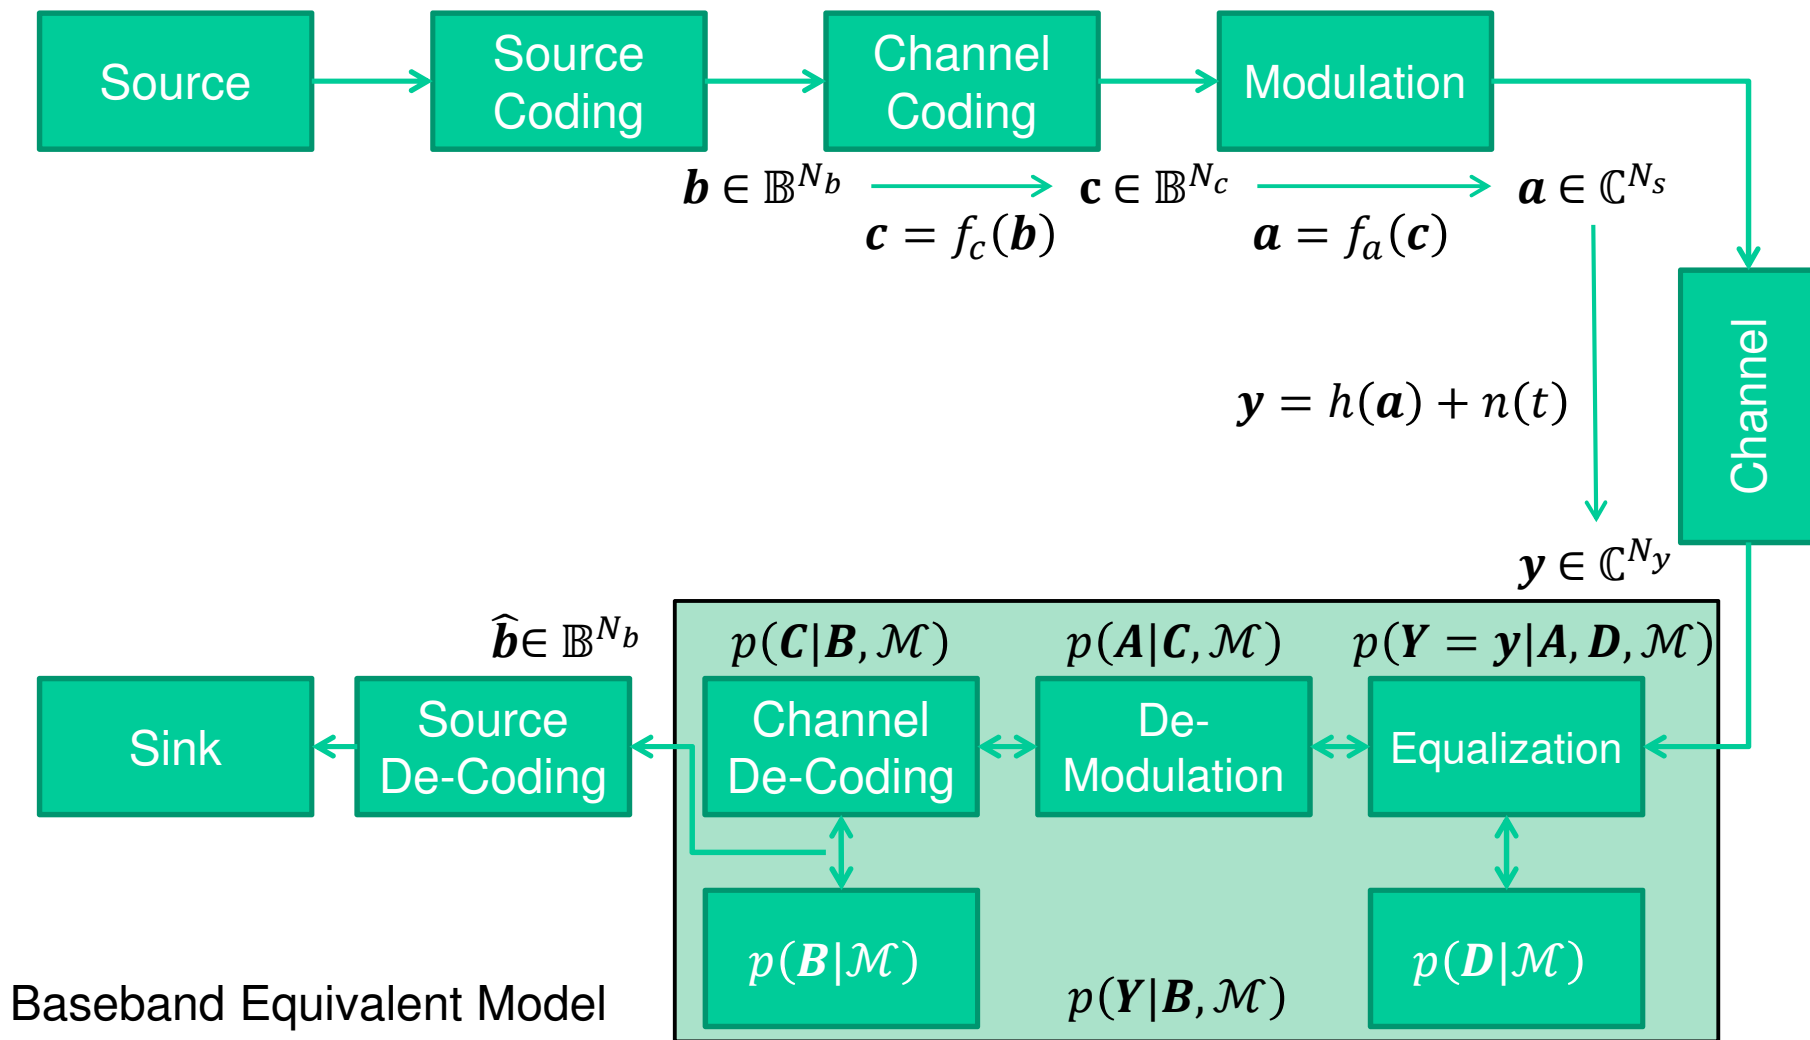 Source
Source
Coding
Channel
Coding
Modulation
𝒃 ∈ 𝔹^{N_b}
𝐜 ∈ 𝔹^{N_c}
𝒂 ∈ ℂ^{N_s}
𝒄 = f_c(𝒃)
𝒂 = f_a(𝒄)
Channel
𝒚 = h(𝒂) + n(t)
𝒚 ∈ ℂ^{N_y}
𝒃̂ ∈ 𝔹^{N_b}
p(𝑪|𝑩, ℳ)
p(𝑨|𝑪, ℳ)
p(𝒀 = 𝒚|𝑨, 𝑫, ℳ)
Sink
Source
De-Coding
Channel
De-Coding
De-
Modulation
Equalization
p(𝑩|ℳ)
p(𝑫|ℳ)
Baseband Equivalent Model
p(𝒀|𝑩, ℳ)